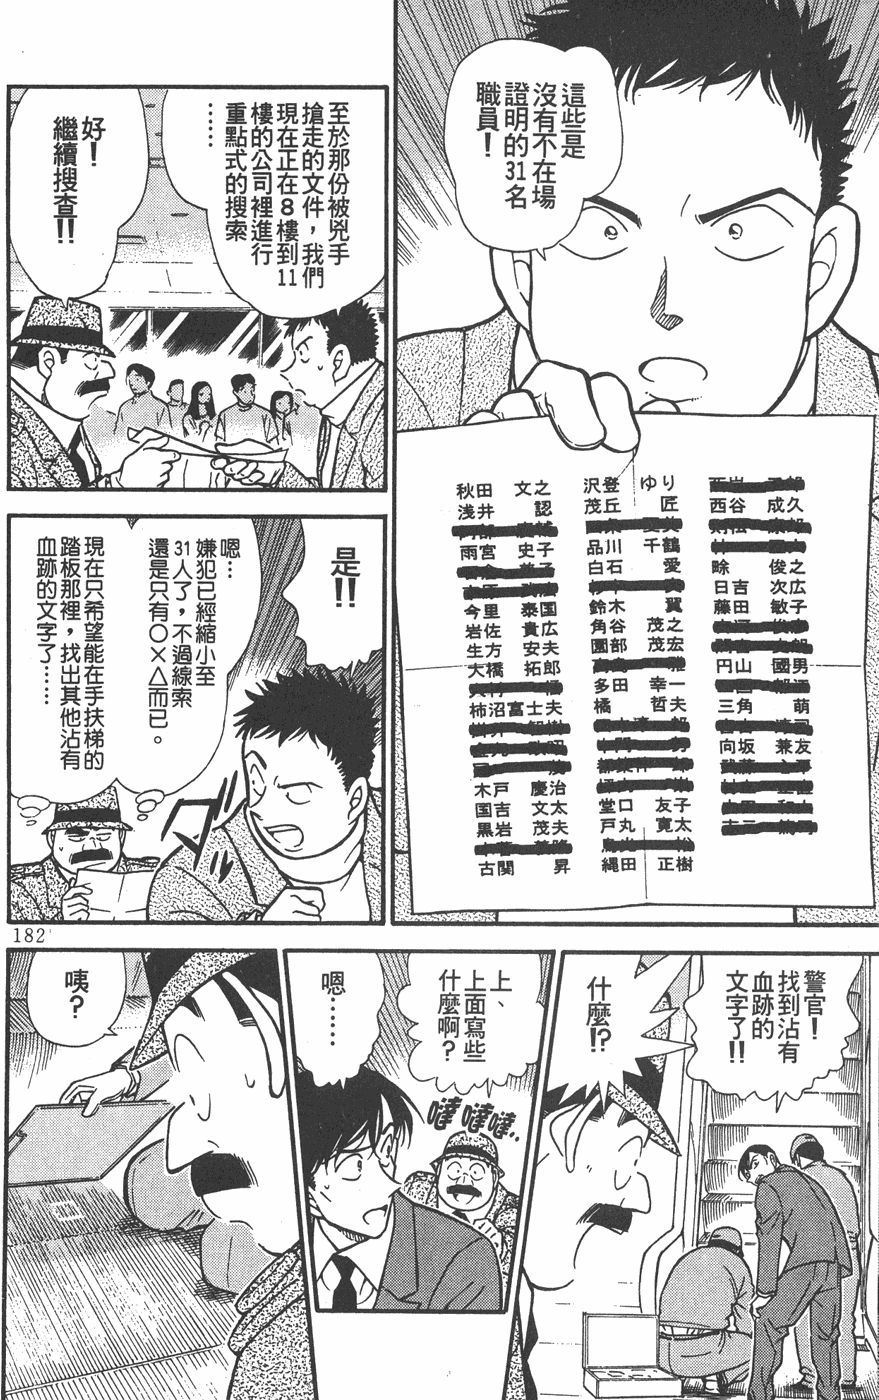 這些是
沒有不在場
證明的31名
職員！
秋田 文之
浅井 認
雨宮 史子
今里 泰国
岩佐 貴広
生方 安夫
大橋 拓郎
柿沼 富士夫
木戸 慶治
国吉 文太
黒岩 茂夫
古関 昇
沢登 ゆり
茂丘 匠
品川 千鶴
白石 愛
鈴木 翼
角谷 茂之
園部 茂宏
多田 幸一
橘 哲夫
堂口 友子
戸丸 寛太
縄田 正樹
西谷 成久
畭 俊之
日吉 次広
藤田 敏子
円山 男
三角 萌
向坂 兼友
至於那份被兇手
搶走的文件，我們
現在正在8樓到11
樓的公司裡進行
重點式的搜索
……
好！
繼續搜查!!
是!!
嗯…
嫌犯已經縮小至
31人了，不過線索
還是只有○×△而已。
現在只希望能在手扶梯的
踏板那裡，找出其他沾有
血跡的文字了……
182
警官！
找到沾有
血跡的
文字了!!
什麼!?
上、
上面寫些
什麼啊？
噠噠噠..
嗯……
咦？